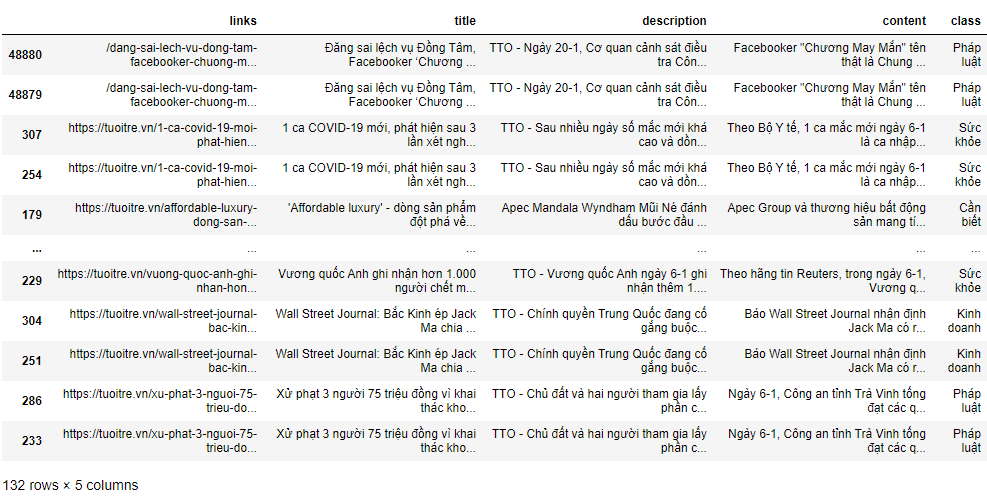 links title description content class
48880 /dang-sai-lech-vu-dong-tam- Đăng sai lệch vụ Đồng Tâm, TTO - Ngày 20-1, Cơ quan cảnh sát điều Facebooker "Chương May Mắn" tên Pháp
facebooker-chuong-m... Facebooker ‘Chương ... tra Côn... thật là Chung ... luật
48879 /dang-sai-lech-vu-dong-tam- Đăng sai lệch vụ Đồng Tâm, TTO - Ngày 20-1, Cơ quan cảnh sát điều Facebooker "Chương May Mắn" tên Pháp
facebooker-chuong-m... Facebooker ‘Chương ... tra Côn... thật là Chung ... luật
307 https://tuoitre.vn/1-ca-covid-19-moi- 1 ca COVID-19 mới, phát hiện sau 3 TTO - Sau nhiều ngày số mắc mới khá Theo Bộ Y tế, 1 ca mắc mới ngày 6-1 Sức
phat-hien... lần xét ngh... cao và dồn... là ca nhập... khỏe
254 https://tuoitre.vn/1-ca-covid-19-moi- 1 ca COVID-19 mới, phát hiện sau 3 TTO - Sau nhiều ngày số mắc mới khá Theo Bộ Y tế, 1 ca mắc mới ngày 6-1 Sức
phat-hien... lần xét ngh... cao và dồn... là ca nhập... khỏe
179 https://tuoitre.vn/affordable-luxury- 'Affordable luxury' - dòng sản phẩm Apec Mandala Wyndham Mũi Né đánh Apec Group và thương hiệu bất động Cần
dong-san-... đột phá về... dấu bước đầu ... sản mang tí... biết
... ... ... ... ... ...
229 https://tuoitre.vn/vuong-quoc-anh-ghi- Vương quốc Anh ghi nhận hơn 1.000 TTO - Vương quốc Anh ngày 6-1 ghi Theo hãng tin Reuters, trong ngày 6-1, Sức
nhan-hon... người chết m... nhận thêm 1.... Vương q... khỏe
304 https://tuoitre.vn/wall-street-journal- Wall Street Journal: Bắc Kinh ép Jack TTO - Chính quyền Trung Quốc đang cố Báo Wall Street Journal nhận định Kinh
bac-kin... Ma chia ... gắng buộc... Jack Ma có r... doanh
251 https://tuoitre.vn/wall-street-journal- Wall Street Journal: Bắc Kinh ép Jack TTO - Chính quyền Trung Quốc đang cố Báo Wall Street Journal nhận định Kinh
bac-kin... Ma chia ... gắng buộc... Jack Ma có r... doanh
286 https://tuoitre.vn/xu-phat-3-nguoi-75- Xử phạt 3 người 75 triệu đồng vì khai TTO - Chủ đất và hai người tham gia lấy Ngày 6-1, Công an tỉnh Trà Vinh tống Pháp
trieu-do... thác kho... phần c... đạt các q... luật
233 https://tuoitre.vn/xu-phat-3-nguoi-75- Xử phạt 3 người 75 triệu đồng vì khai TTO - Chủ đất và hai người tham gia lấy Ngày 6-1, Công an tỉnh Trà Vinh tống Pháp
trieu-do... thác kho... phần c... đạt các q... luật
132 rows × 5 columns